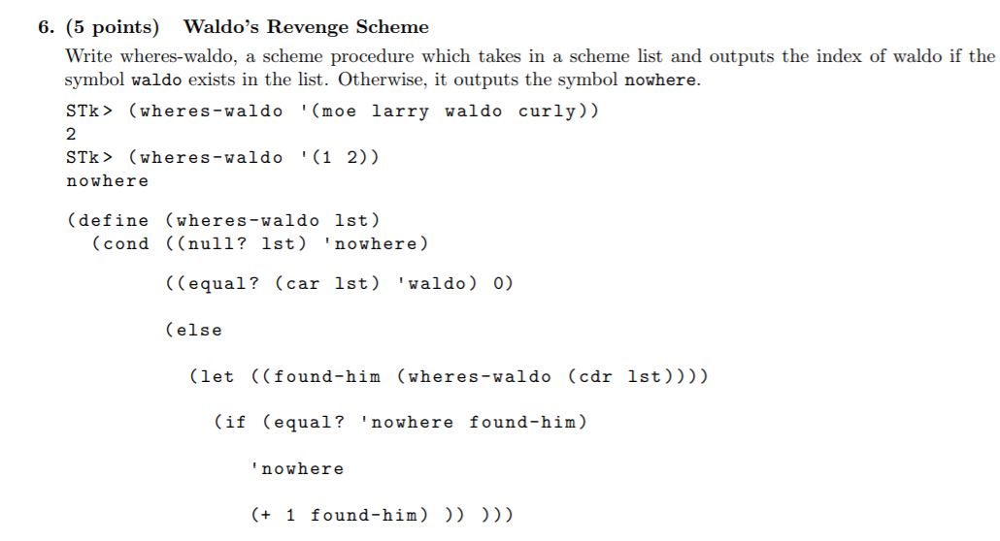 6. (5 points) Waldo's Revenge Scheme
Write wheres-waldo, a scheme procedure which takes in a scheme list and outputs the index of waldo if the
symbol waldo exists in the list. Otherwise, it outputs the symbol nowhere.
STk> (wheres-waldo '(moe larry waldo curly))
2
STk> (wheres-waldo '(1 2))
nowhere
(define (wheres-waldo lst)
(cond ((null? lst) 'nowhere)
((equal? (car lst) 'waldo) 0)
(else
(let ((found-him (wheres-waldo (cdr lst))))
(if (equal? 'nowhere found-him)
'nowhere
(+ 1 found-him) )) )))